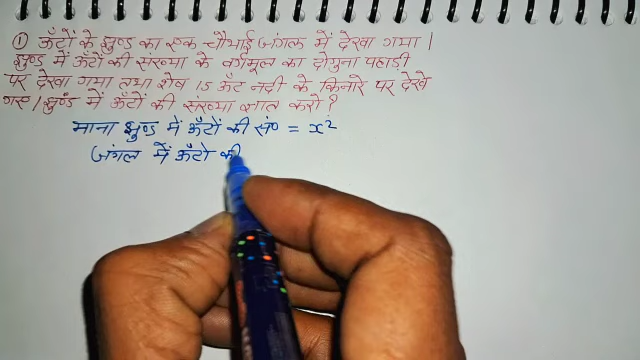 ① ऊँटों के झुण्ड का एक चौथाई जंगल में देखा गया |
झुण्ड में ऊँटों की संख्या के वर्गमूल का दोगुना पहाडी
पर देखा गया तथा शेष 15 ऊँट नदी के किनारे पर देखे
गए | झुण्ड में ऊँटों की संख्या ज्ञात करो ?
माना झुण्ड में ऊँटों की सं० = x²
जंगल में ऊँटो की